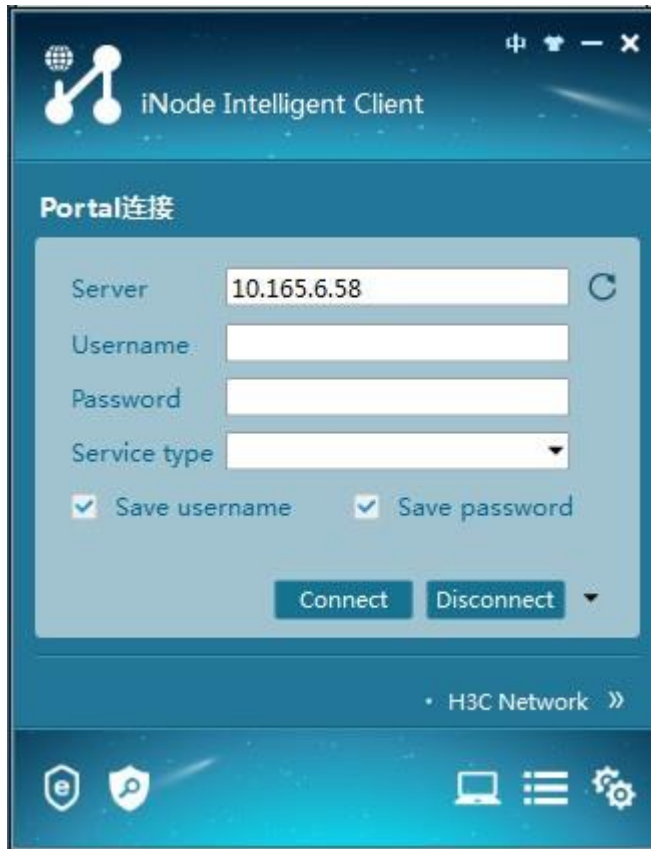 中
iNode Intelligent Client
Portal连接
Server 10.165.6.58
Username
Password
Service type
Save username Save password
Connect Disconnect
• H3C Network »
e